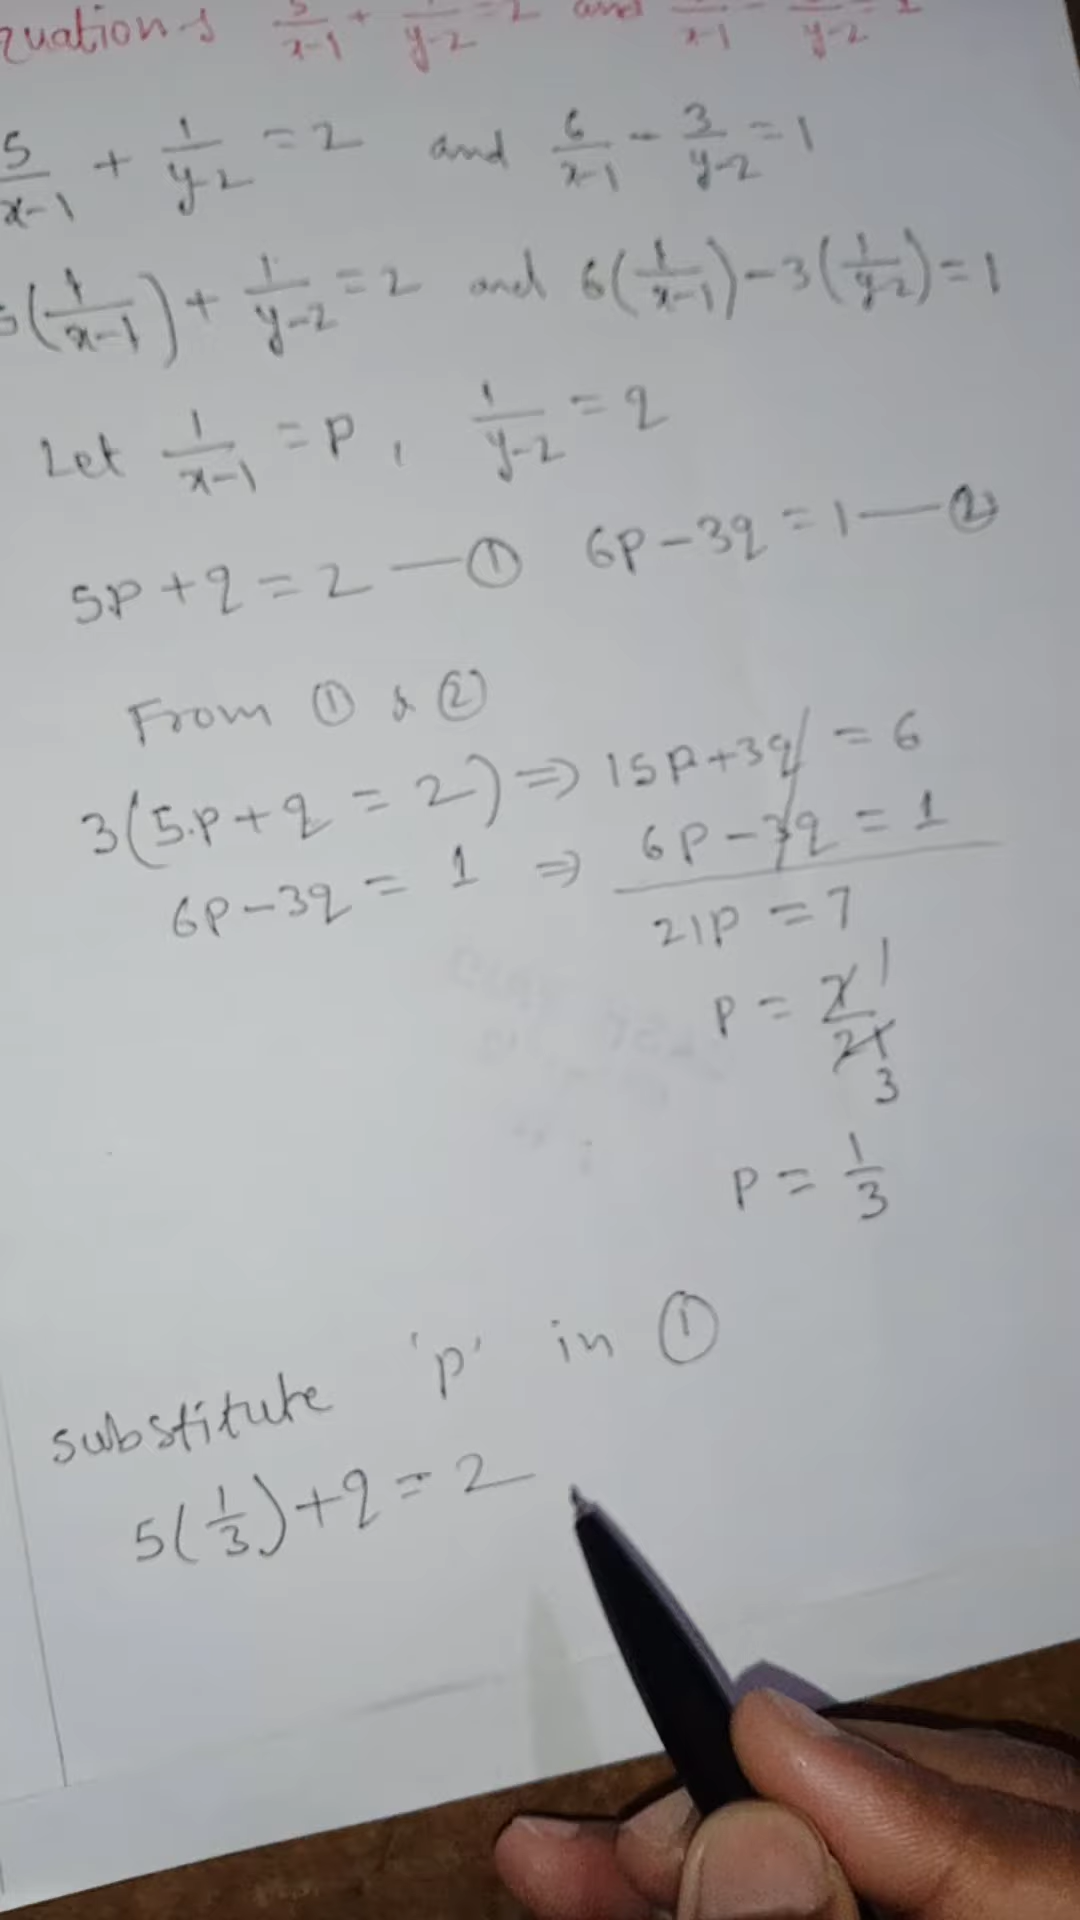 quations 5/x-1 + 1/y-2 = 2 and 6/x-1 - 3/y-2 = 1
5/x-1 + 1/y-2 = 2 and 6/x-1 - 3/y-2 = 1
5(1/x-1) + 1/y-2 = 2 and 6(1/x-1) - 3(1/y-2) = 1
Let 1/x-1 = P, 1/y-2 = q
5P + q = 2 — ① 6P - 3q = 1 — ②
From ① & ②
3(5P + q = 2) ⇒ 15P + 3q = 6
6P - 3q = 1 ⇒ 6P - 3q = 1
21P = 7
P = 7/21 1 3
P = 1/3
substitute 'p' in ①
5(1/3) + q = 2